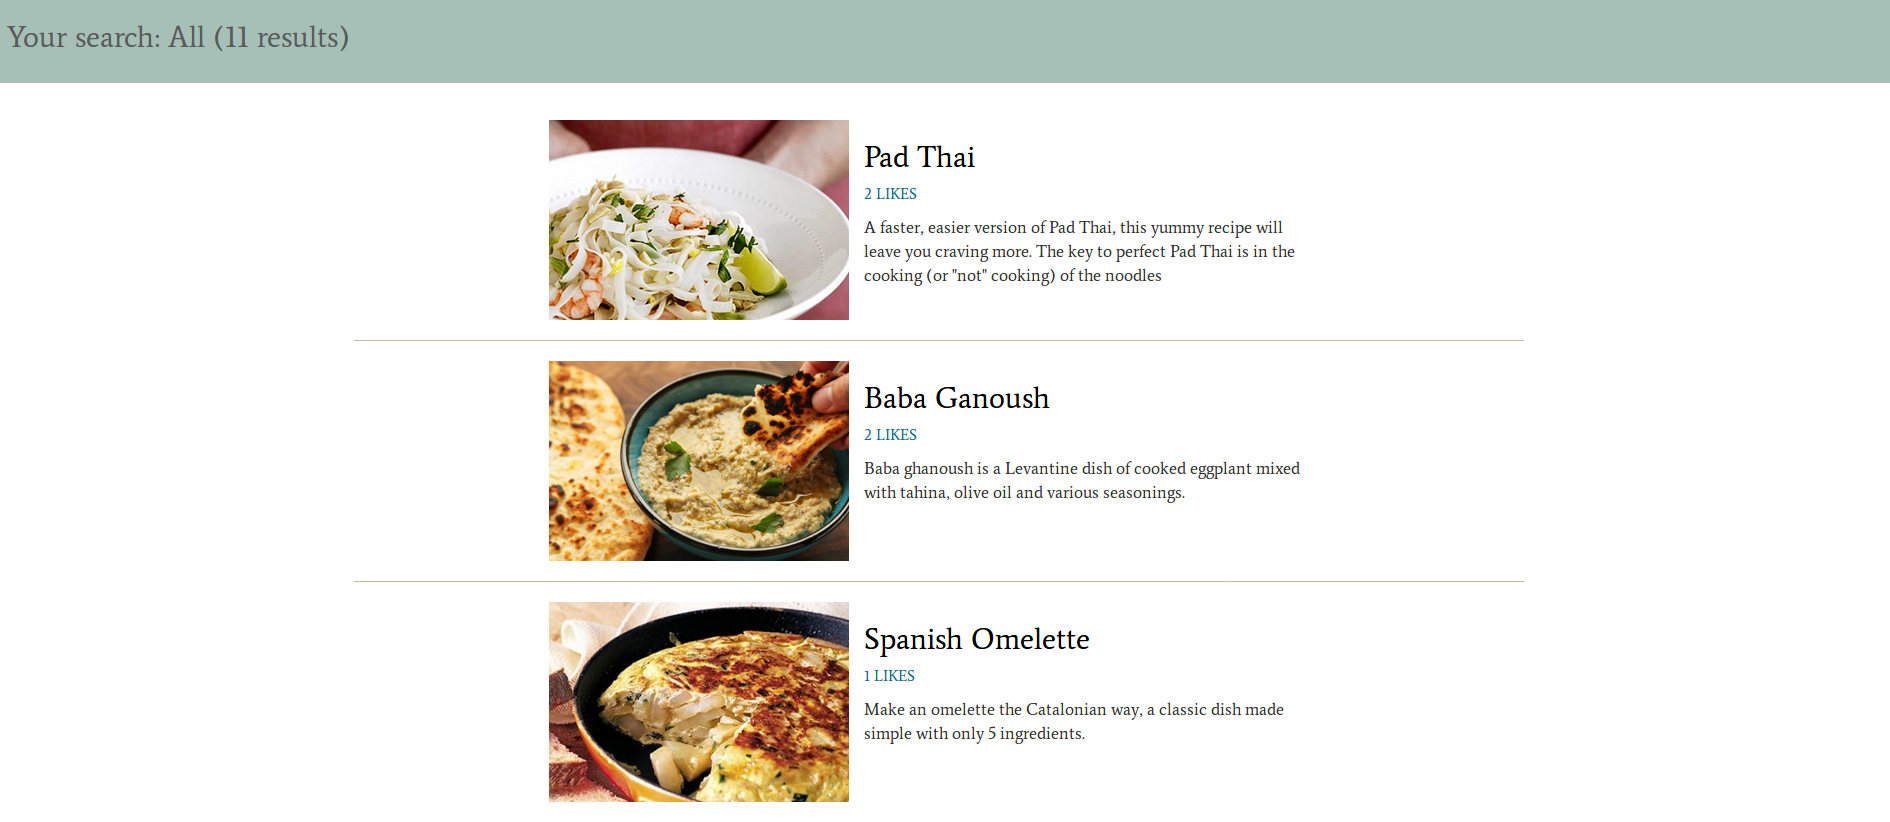 Your search: All (11 results)
Pad Thai
2 LIKES
A faster, easier version of Pad Thai, this yummy recipe will
leave you craving more. The key to perfect Pad Thai is in the
cooking (or "not" cooking) of the noodles
Baba Ganoush
2 LIKES
Baba ghanoush is a Levantine dish of cooked eggplant mixed
with tahina, olive oil and various seasonings.
Spanish Omelette
1 LIKES
Make an omelette the Catalonian way, a classic dish made
simple with only 5 ingredients.